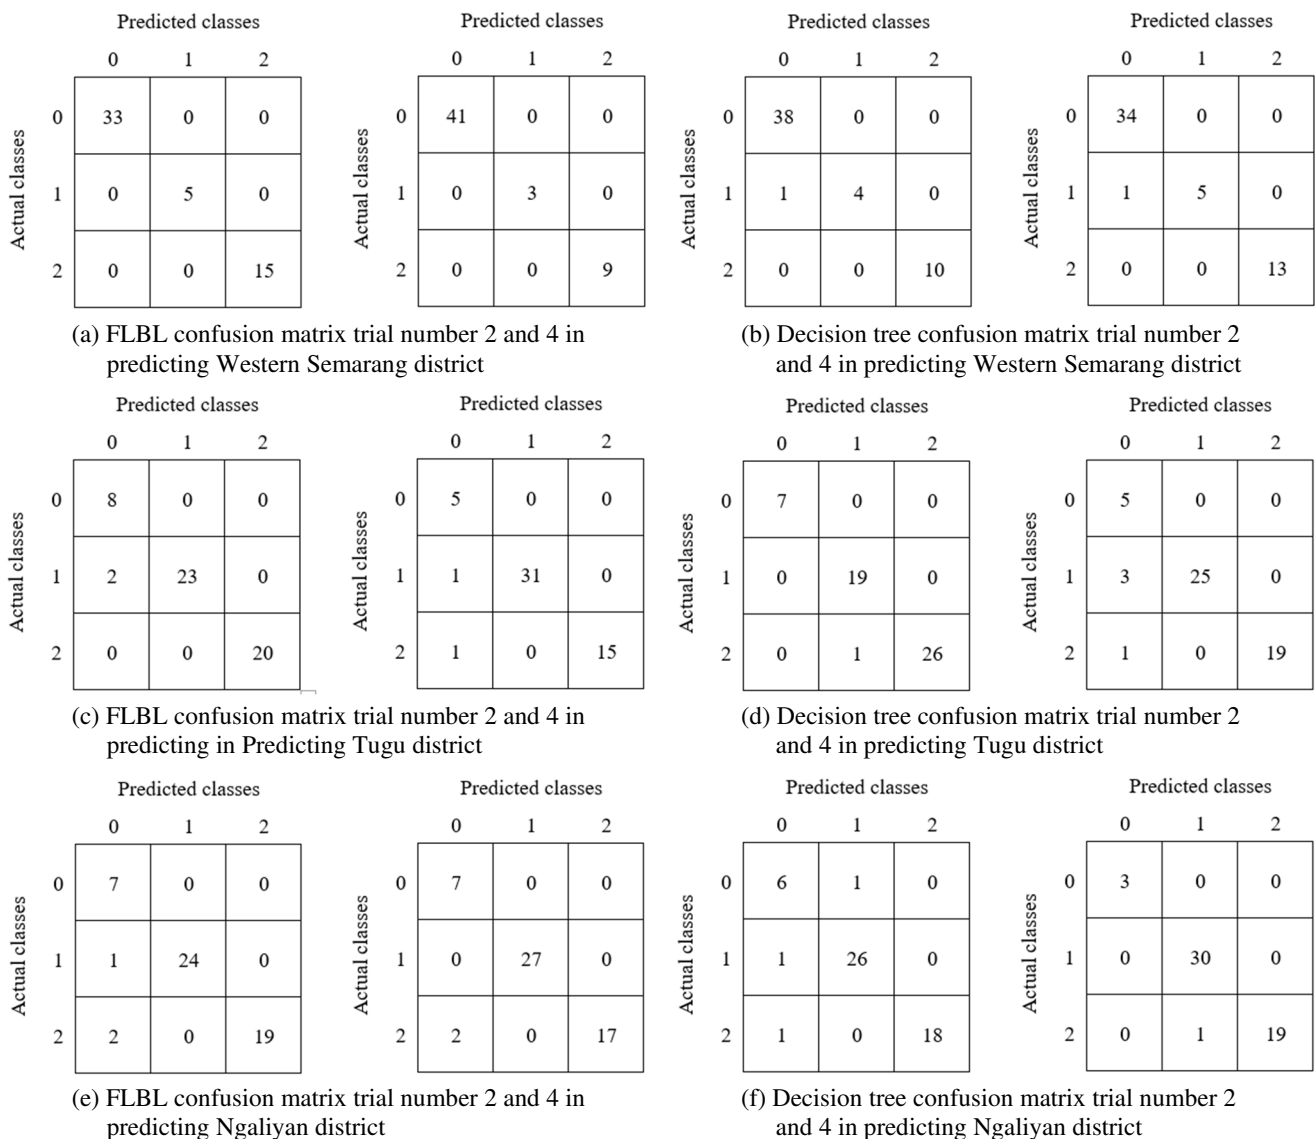 Predicted classes Predicted classes Predicted classes Predicted classes
0 1 2 0 1 2 0 1 2 0 1 2
Actual classes Actual classes Actual classes Actual classes
0 33 0 0 0 41 0 0 0 38 0 0 0 34 0 0
1 0 5 0 1 0 3 0 1 1 4 0 1 1 5 0
2 0 0 15 2 0 0 9 2 0 0 10 2 0 0 13
(a) FLBL confusion matrix trial number 2 and 4 in
predicting Western Semarang district
(b) Decision tree confusion matrix trial number 2
and 4 in predicting Western Semarang district
Predicted classes Predicted classes Predicted classes Predicted classes
0 1 2 0 1 2 0 1 2 0 1 2
Actual classes Actual classes Actual classes Actual classes
0 8 0 0 0 5 0 0 0 7 0 0 0 5 0 0
1 2 23 0 1 1 31 0 1 0 19 0 1 3 25 0
2 0 0 20 2 1 0 15 2 0 1 26 2 1 0 19
(c) FLBL confusion matrix trial number 2 and 4 in
predicting in Predicting Tugu district
(d) Decision tree confusion matrix trial number 2
and 4 in predicting Tugu district
Predicted classes Predicted classes Predicted classes Predicted classes
0 1 2 0 1 2 0 1 2 0 1 2
Actual classes Actual classes Actual classes Actual classes
0 7 0 0 0 7 0 0 0 6 1 0 0 3 0 0
1 1 24 0 1 0 27 0 1 1 26 0 1 0 30 0
2 2 0 19 2 2 0 17 2 1 0 18 2 0 1 19
(e) FLBL confusion matrix trial number 2 and 4 in
predicting Ngaliyan district
(f) Decision tree confusion matrix trial number 2
and 4 in predicting Ngaliyan district